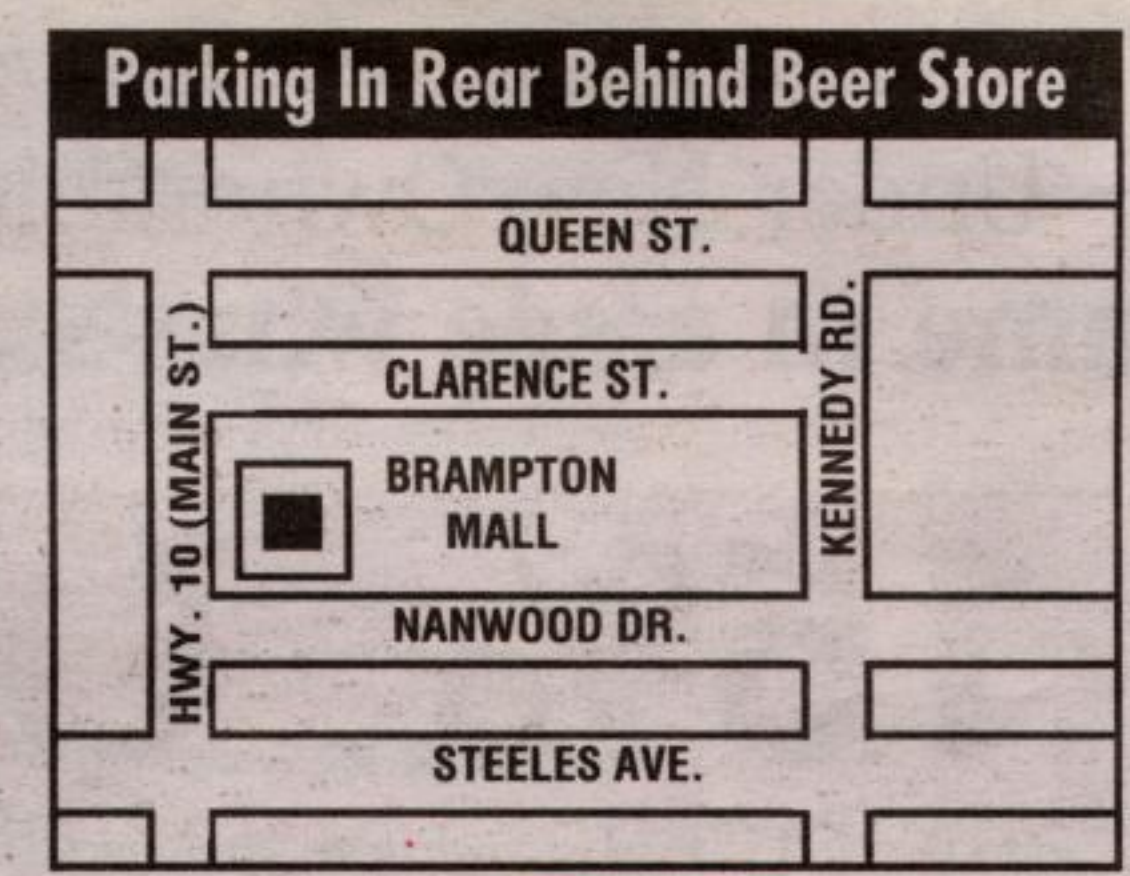 Parking In Rear Behind Beer Store
QUEEN ST.
HWY. 10 (MAIN ST.)
CLARENCE ST.
KENNEDY RD.
BRAMPTON
MALL
NANWOOD DR.
STEELES AVE.